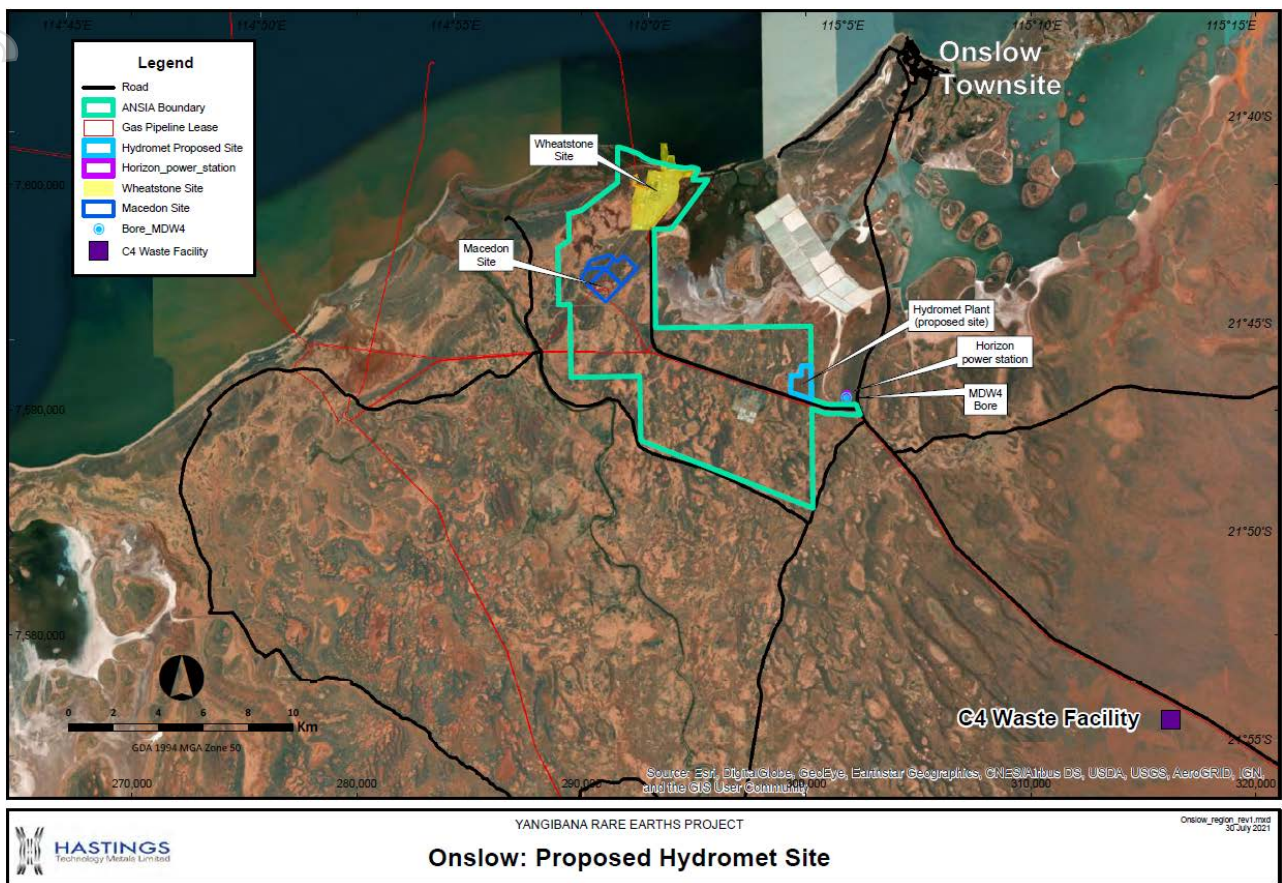 114°45'E
114°50'E
114°55'E
115°0'E
115°5'E
115°10'E
115°15'E
Legend
Road
ANSIA Boundary
Gas Pipeline Lease
Hydromet Proposed Site
Horizon_power_station
Wheatstone Site
Macedon Site
Bore_MDW4
C4 Waste Facility
Onslow
Townsite
21°40'S
Wheatstone
Site
7,600,000
Macedon
Site
Hydromet Plant
(proposed site)
21°45'S
Horizon
power station
MDW4
Bore
7,590,000
21°50'S
7,580,000
0 2 4 6 8 10
Km
GDA 1994 MGA Zone 50
C4 Waste Facility
21°55'S
Source: Esri, DigitalGlobe, GeoEye, Earthstar Geographics, CNES/Airbus DS, USDA, USGS, AeroGRID, IGN,
and the GIS User Community
270,000
280,000
290,000
300,000
310,000
320,000
HASTINGS
Technology Metals Limited
YANGIBANA RARE EARTHS PROJECT
Onslow: Proposed Hydromet Site
Onslow_region_rev1.mxd
30 July 2021